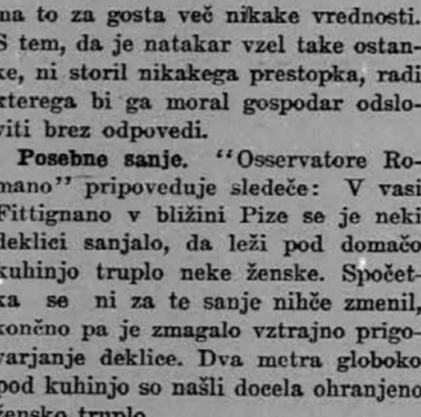 na to za gosta več nikake vrednosti.
S tem, da je natakar vzel take ostan-
ke, ni storil nikakega prestopka, radi
kterega bi ga moral gospodar odslo-
viti brez odpovedi.
Posebne sanje. “Osservatore Ro-
mano” pripoveduje sledeče: V vasi
Fittignano v bližini Pize se je neki
deklici sanjalo, da leži pod domačo
kuhinjo truplo neke ženske. Spočet-
ka se ni za te sanje nihče zmenil,
končno pa je zmagalo vztrajno prigo-
varjanje deklice. Dva metra globoko
pod kuhinjo so našli docela ohranjeno
žensko truplo.